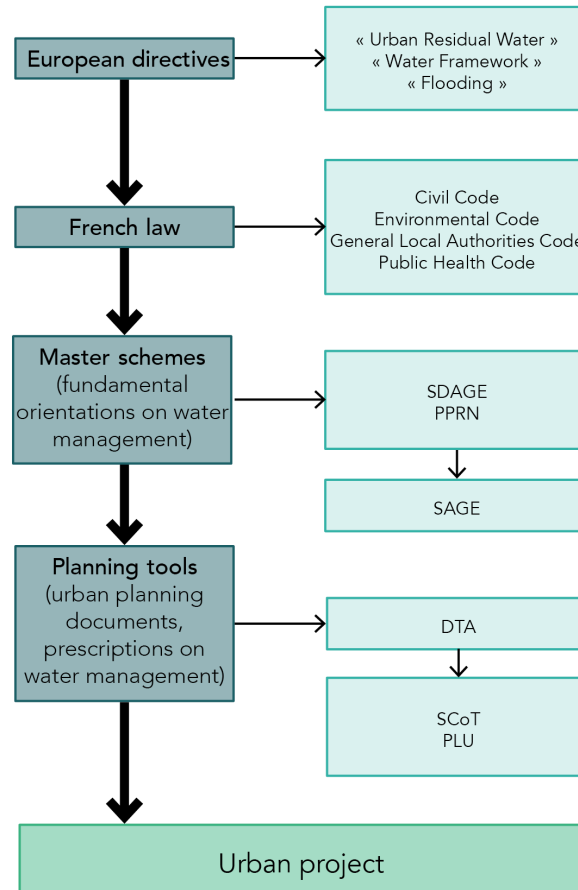 European directives
« Urban Residual Water »
« Water Framework »
« Flooding »
French law
Civil Code
Environmental Code
General Local Authorities Code
Public Health Code
Master schemes
(fundamental
orientations on water
management)
SDAGE
PPRN
SAGE
Planning tools
(urban planning
documents,
prescriptions on
water management)
DTA
SCoT
PLU
Urban project